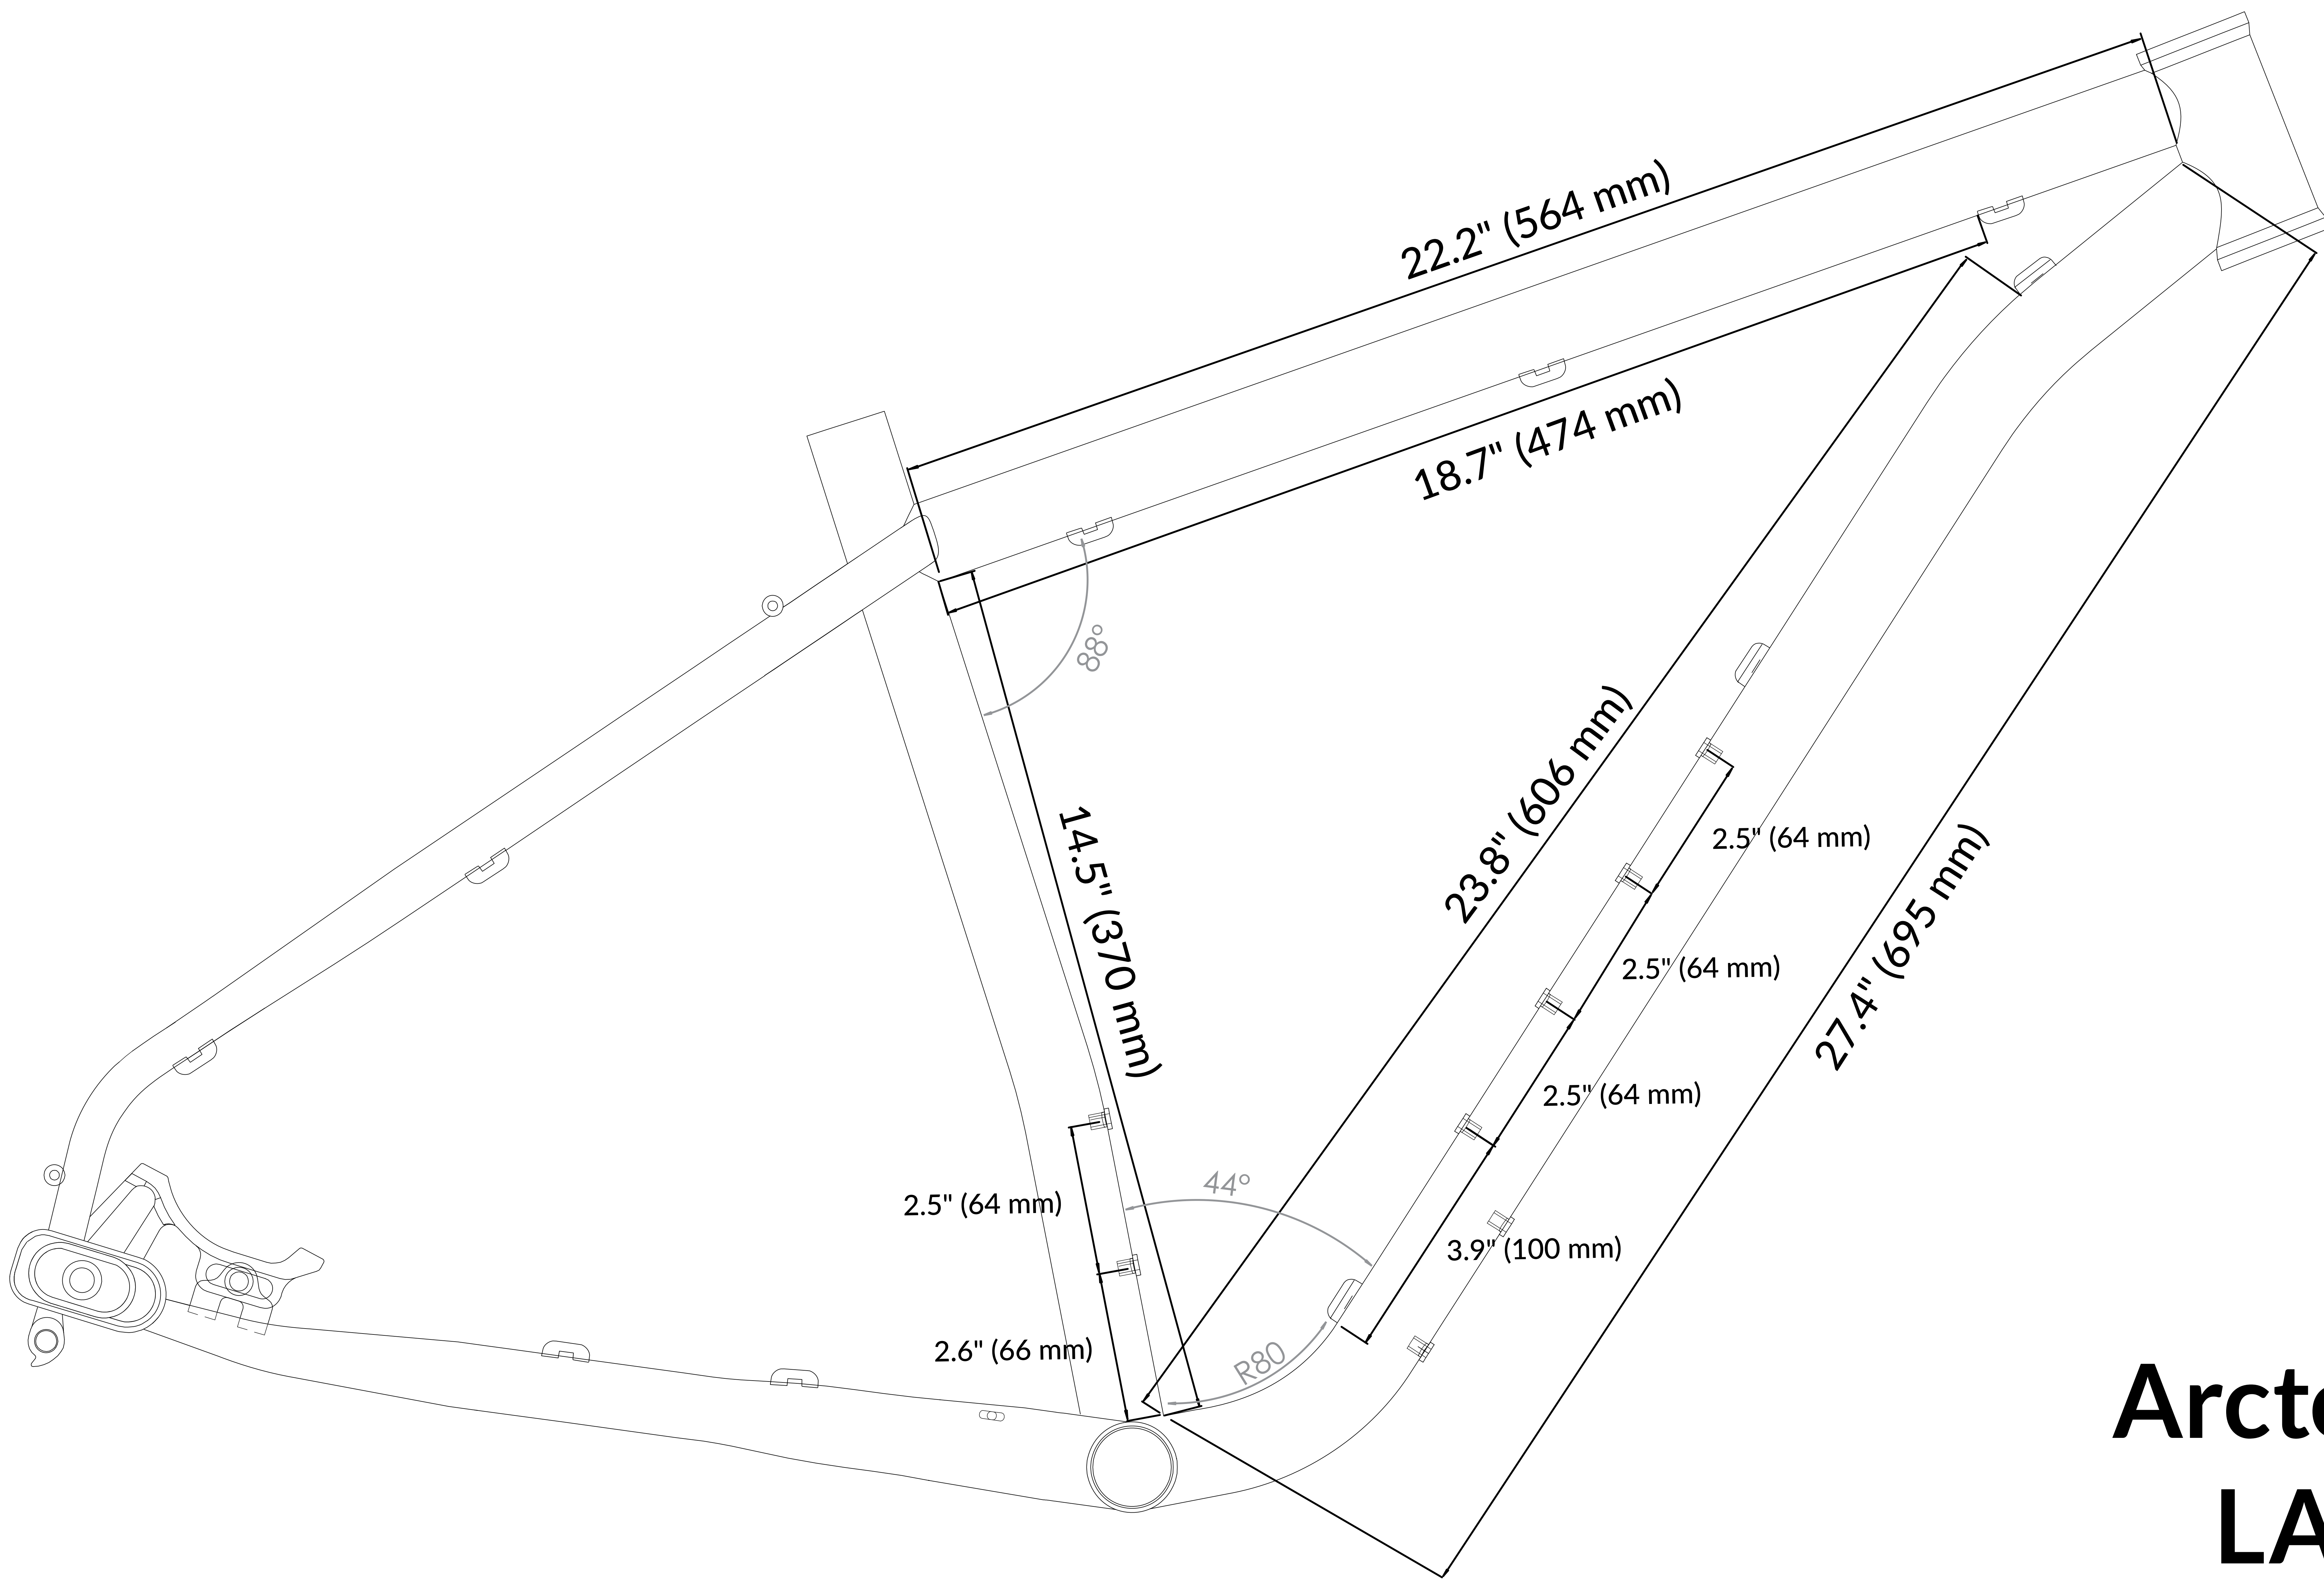 22.2" (564 mm)
18.7" (474 mm)
88°
14.5" (370 mm)
23.8" (606 mm)
2.5" (64 mm)
2.5" (64 mm)
27.4" (695 mm)
2.5" (64 mm)
44°
2.5" (64 mm)
3.9" (100 mm)
2.6" (66 mm)
R80